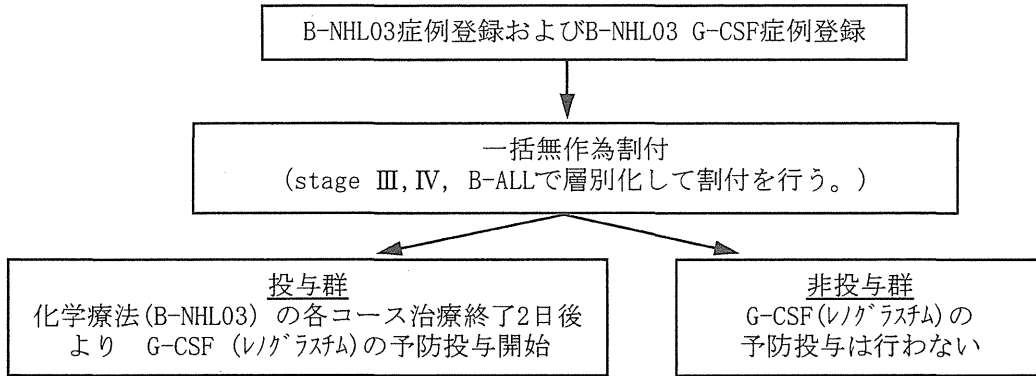 B-NHL03症例登録およびB-NHL03 G-CSF症例登録
一括無作為割付
(stage Ⅲ,Ⅳ, B-ALLで層別化して割付を行う。)
投与群
化学療法(B-NHL03) の各コース治療終了2日後
より G-CSF (ﾚﾉｸﾞﾗｽﾁﾑ)の予防投与開始
非投与群
G-CSF(ﾚﾉｸﾞﾗｽﾁﾑ)の
予防投与は行わない